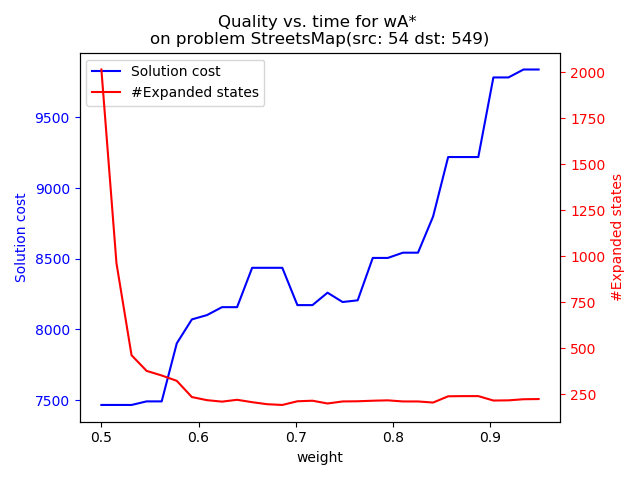 Quality vs. time for wA*
on problem StreetsMap(src: 54 dst: 549)
Solution cost
#Expanded states
Solution cost
9500
9000
8500
8000
7500
2000
1750
1500
1250
1000
750
500
250
#Expanded states
0.5 0.6 0.7 0.8 0.9
weight